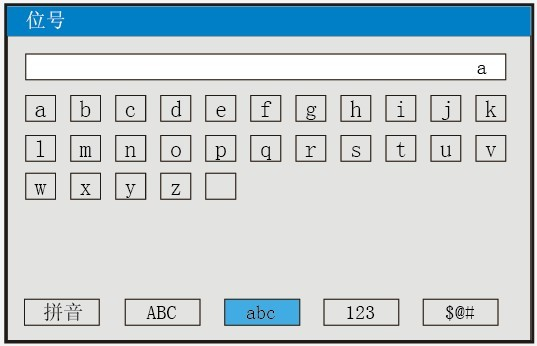 位号
a
a b c d e f g h i j k
l m n o p q r s t u v
w x y z
拼音 ABC abc 123 $@#